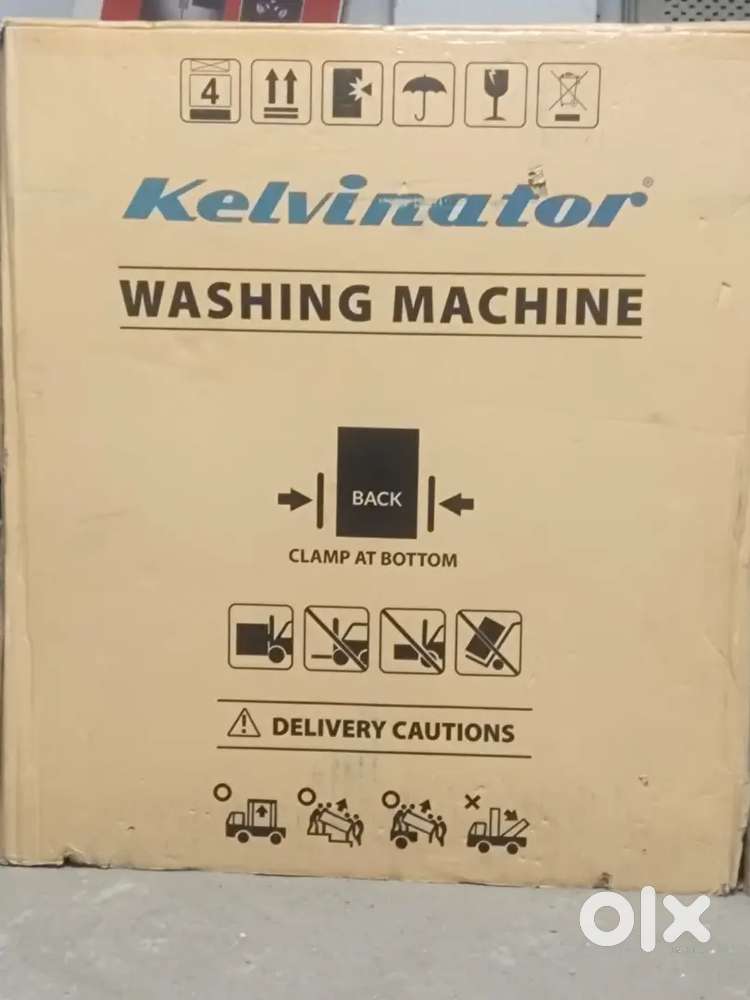 4
Kelvinator®
WASHING MACHINE
BACK
CLAMP AT BOTTOM
DELIVERY CAUTIONS
olx